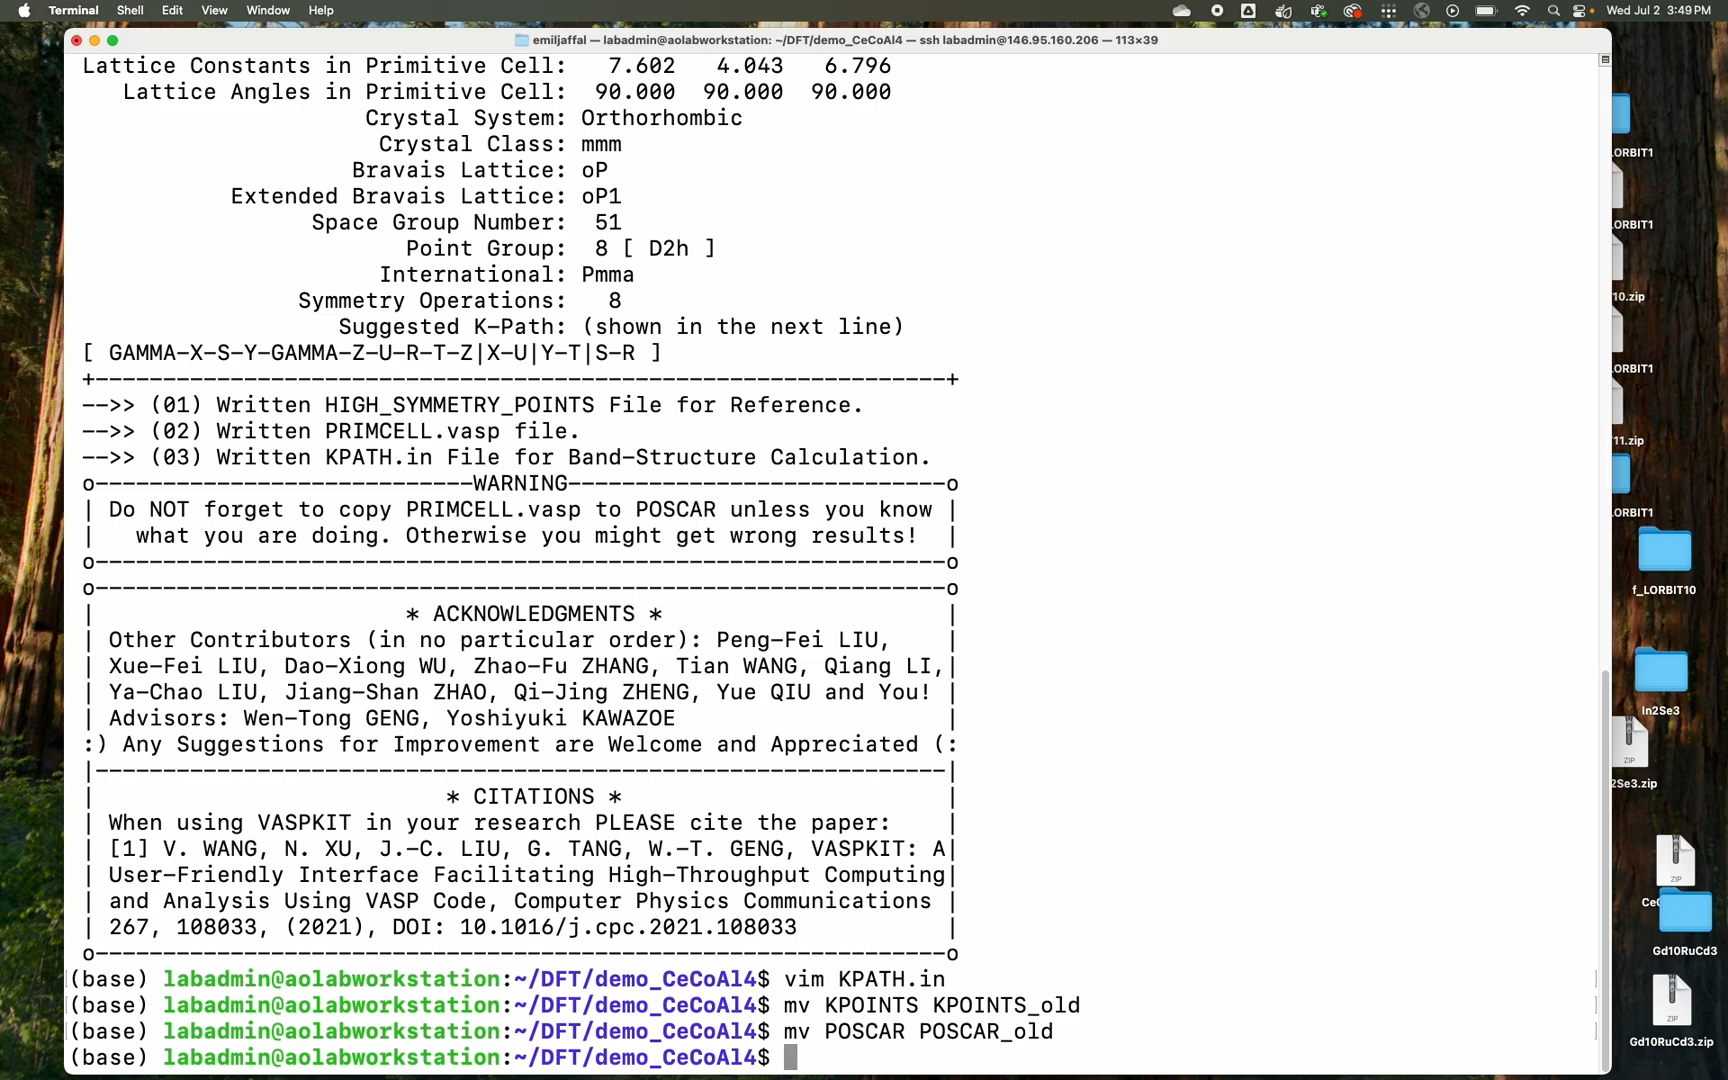 Terminal Shell Edit View Window Help Wed Jul 2 3:49 PM
emiljaffal — labadmin@aolabworkstation: ~/DFT/demo_CeCoAl4 — ssh labadmin@146.95.160.206 — 113×39
Lattice Constants in Primitive Cell: 7.602 4.043 6.796
Lattice Angles in Primitive Cell: 90.000 90.000 90.000
Crystal System: Orthorhombic
Crystal Class: mmm
Bravais Lattice: oP
Extended Bravais Lattice: oP1
Space Group Number: 51
Point Group: 8 [ D2h ]
International: Pmma
Symmetry Operations: 8
Suggested K-Path: (shown in the next line)
[ GAMMA-X-S-Y-GAMMA-Z-U-R-T-Z|X-U|Y-T|S-R ]
+---------------------------------------------------------------+
-->> (01) Written HIGH_SYMMETRY_POINTS File for Reference.
-->> (02) Written PRIMCELL.vasp file.
-->> (03) Written KPATH.in File for Band-Structure Calculation.
o----------------------------WARNING----------------------------o
| Do NOT forget to copy PRIMCELL.vasp to POSCAR unless you know |
| what you are doing. Otherwise you might get wrong results! |
o---------------------------------------------------------------o
o---------------------------------------------------------------o
| * ACKNOWLEDGMENTS * |
| Other Contributors (in no particular order): Peng-Fei LIU, |
| Xue-Fei LIU, Dao-Xiong WU, Zhao-Fu ZHANG, Tian WANG, Qiang LI,|
| Ya-Chao LIU, Jiang-Shan ZHAO, Qi-Jing ZHENG, Yue QIU and You! |
| Advisors: Wen-Tong GENG, Yoshiyuki KAWAZOE |
:) Any Suggestions for Improvement are Welcome and Appreciated (:
|---------------------------------------------------------------|
| * CITATIONS * |
| When using VASPKIT in your research PLEASE cite the paper: |
| [1] V. WANG, N. XU, J.-C. LIU, G. TANG, W.-T. GENG, VASPKIT: A|
| User-Friendly Interface Facilitating High-Throughput Computing|
| and Analysis Using VASP Code, Computer Physics Communications |
| 267, 108033, (2021), DOI: 10.1016/j.cpc.2021.108033 |
o---------------------------------------------------------------o
(base) labadmin@aolabworkstation:~/DFT/demo_CeCoAl4$ vim KPATH.in
(base) labadmin@aolabworkstation:~/DFT/demo_CeCoAl4$ mv KPOINTS KPOINTS_old
(base) labadmin@aolabworkstation:~/DFT/demo_CeCoAl4$ mv POSCAR POSCAR_old
(base) labadmin@aolabworkstation:~/DFT/demo_CeCoAl4$
.ORBIT1
.ORBIT1
10.zip
.ORBIT1
11.zip
.ORBIT1
f_LORBIT10
In2Se3
2Se3.zip
ZIP
ZIP
Gd10RuCd3
ZIP
Gd10RuCd3.zip